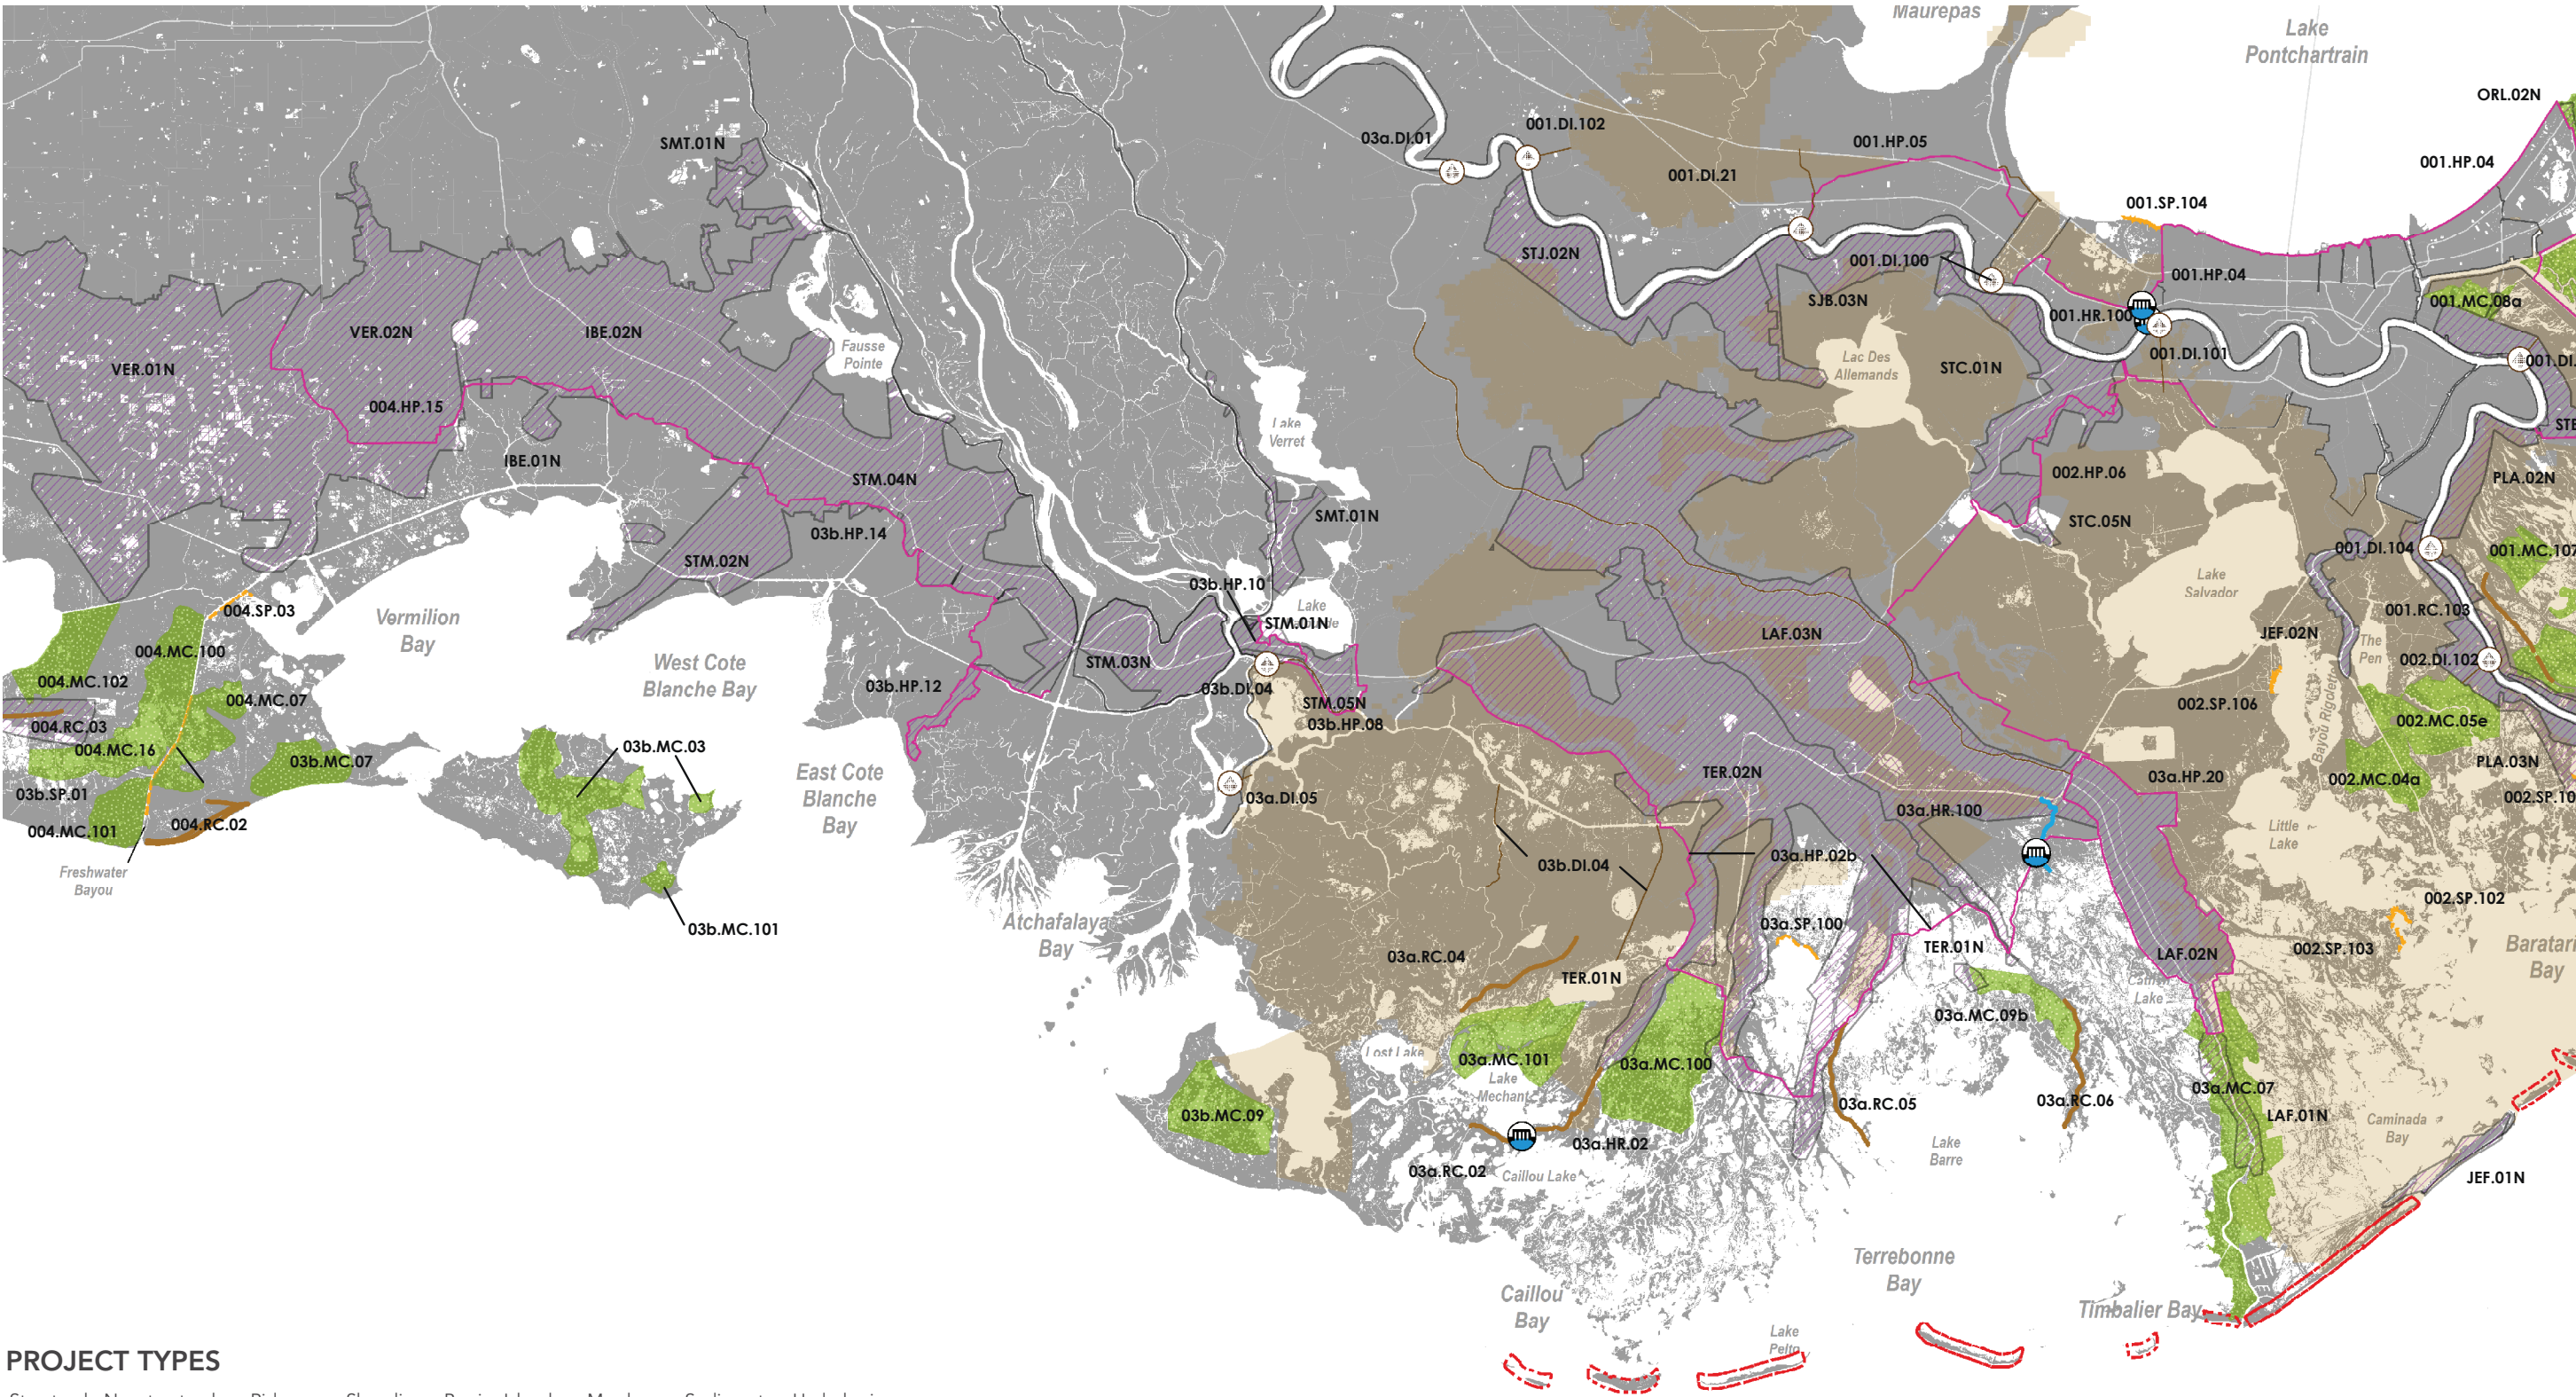 Maurepas
Lake
Pontchartrain
ORL.02N
001.DI.102
03a.DI.01
SMT.01N
001.HP.05
001.HP.04
001.DI.21
001.SP.104
STJ.02N
001.DI.100
001.HP.04
SJB.03N
001.MC.08a
001.HR.100
VER.02N
IBE.02N
Fausse
Pointe
VER.01N
Lac Des
Allemands
001.DI.101
001.DI.
STC.01N
004.HP.15
Lake
Verret
IBE.01N
STM.04N
002.HP.06
PLA.02N
SMT.01N
STC.05N
03b.HP.14
001.DI.104
001.MC.107
STM.02N
03b.HP.10
Lake
Salvador
004.SP.03
Vermilion
Bay
Lake
STM.01N
001.RC.103
LAF.03N
JEF.02N
The
Pen
004.MC.100
West Cote
Blanche Bay
STM.03N
002.DI.102
004.MC.102
03b.HP.12
03b.DI.04
004.MC.07
STM.05N
002.SP.106
03b.HP.08
004.RC.03
002.MC.05e
Bayou Rigolettes
004.MC.16
03b.MC.03
03b.MC.07
East Cote
Blanche
Bay
TER.02N
03a.HP.20
002.MC.04a
PLA.03N
03b.SP.01
03a.DI.05
002.SP.10
004.MC.101
004.RC.02
03a.HR.100
Little
Lake
Freshwater
Bayou
03b.DI.04
03a.HP.02b
002.SP.102
Atchafalaya
Bay
03b.MC.101
03a.SP.100
TER.01N
002.SP.103
Baratari
Bay
03a.RC.04
TER.01N
LAF.02N
Lake
03a.MC.09b
Lost Lake
03a.MC.101
03a.MC.100
Lake
Mechant
03a.MC.07
03b.MC.09
03a.RC.05
03a.RC.06
LAF.01N
Caminada
Bay
03a.HR.02
Lake
Barre
03a.RC.02
Caillou Lake
JEF.01N
Terrebonne
Bay
Caillou
Bay
Timbalier Bay
Lake
PROJECT TYPES